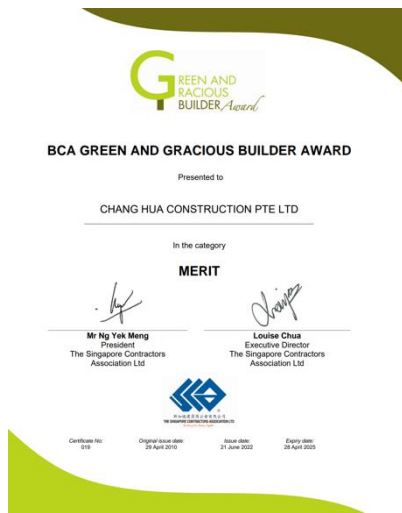 GREEN AND
GRACIOUS
BUILDER Award
BCA GREEN AND GRACIOUS BUILDER AWARD
Presented to
CHANG HUA CONSTRUCTION PTE LTD
In the category
MERIT
Mr Ng Yek Meng
President
The Singapore Contractors
Association Ltd
Louise Chua
Executive Director
The Singapore Contractors
Association Ltd
THE SINGAPORE CONTRACTORS ASSOCIATION LTD
Certificate No:
019
Original issue date:
29 April 2010
Issue date:
21 June 2022
Expiry date:
28 April 2025